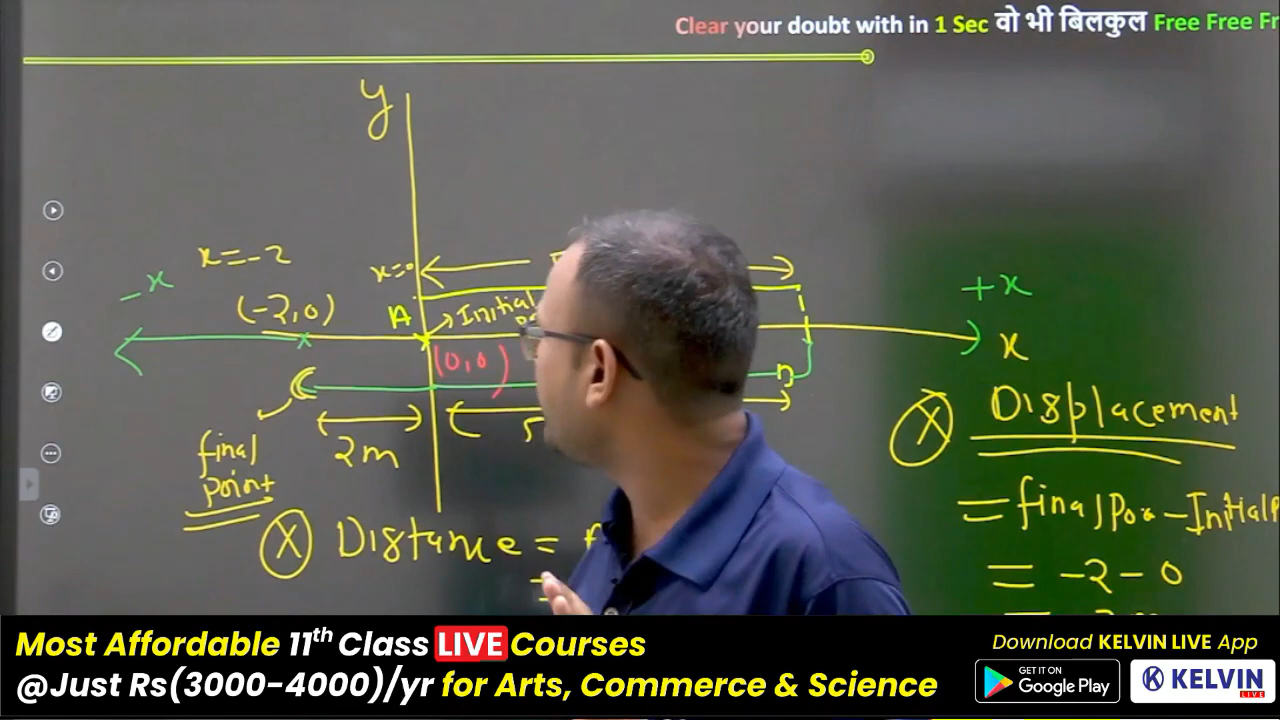 Clear your doubt with in 1 Sec वो भी बिलकुल Free Free Fr
y
x=-2
x=0
-x
(-2,0)
A
Initial
+x
x
(0,0)
B
2m
final
point
Displacement
= final Pos - Initial P
= -2-0
Distance =
Most Affordable 11th Class LIVE Courses
@Just Rs(3000-4000)/yr for Arts, Commerce & Science
Download KELVIN LIVE App
GET IT ON
Google Play
KELVIN
LIVE